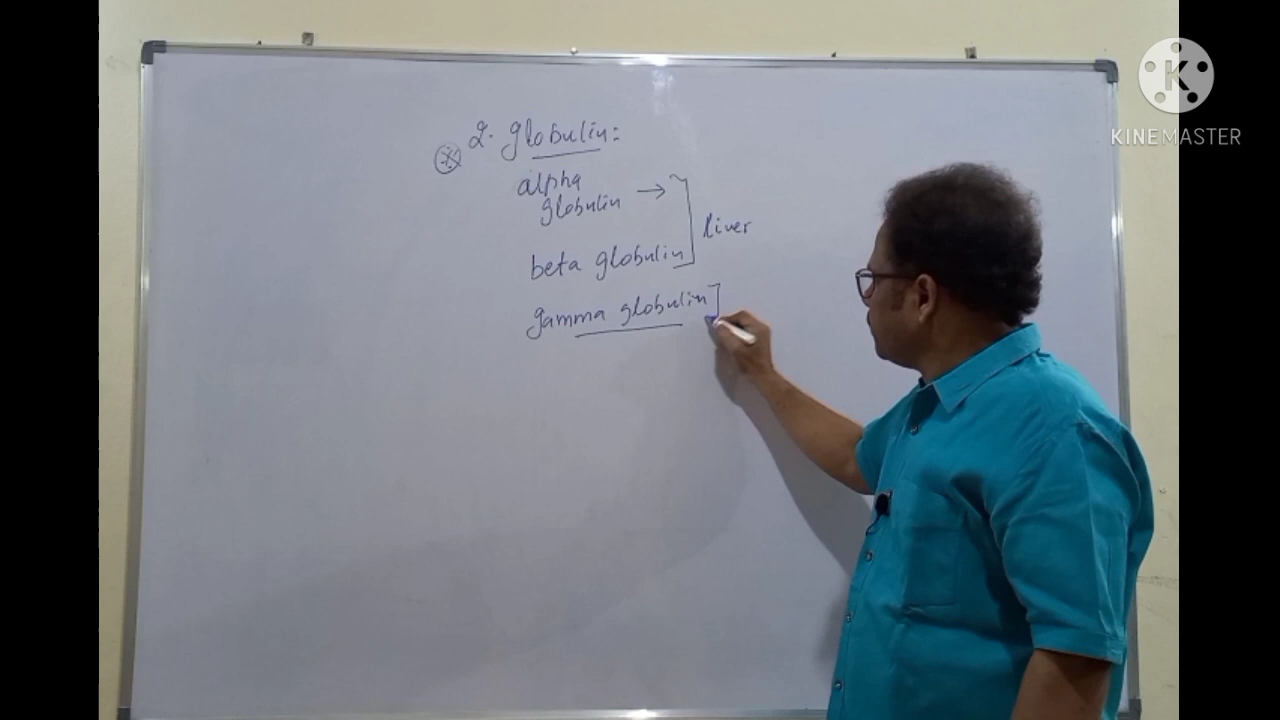 2. Globulin:
alpha
globulin →
liver
beta globulin
gamma globulin
K
KINEMASTER